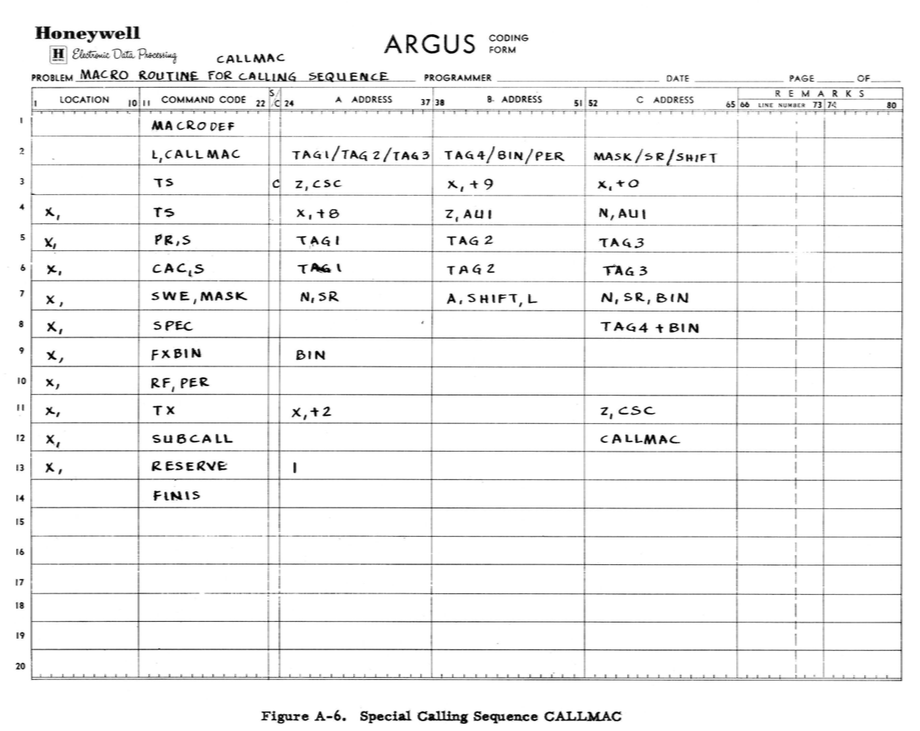 Honeywell
H Electronic Data Processing
ARGUS CODING FORM
CALLMAC
PROBLEM MACRO ROUTINE FOR CALLING SEQUENCE PROGRAMMER DATE PAGE OF
1 LOCATION 10 11 COMMAND CODE 22 S/C 24 A ADDRESS 37 38 B ADDRESS 51 52 C ADDRESS 65 66 REMARKS LINE NUMBER 73 74 80
1 MACRODEF
2 L,CALLMAC TAG1/TAG2/TAG3 TAG4/BIN/PER MASK/SR/SHIFT
3 TS C Z,CSC X,+9 X,+0
4 X, TS X,+8 Z,AU1 N,AU1
5 X, PR,S TAG1 TAG2 TAG3
6 X, CAC,S TAG1 TAG2 TAG3
7 X, SWE,MASK N,SR A,SHIFT,L N,SR,BIN
8 X, SPEC TAG4+BIN
9 X, FXBIN BIN
10 X, RF,PER
11 X, TX X,+2 Z,CSC
12 X, SUBCALL CALLMAC
13 X, RESERVE 1
14 FINIS
15
16
17
18
19
20
Figure A-6. Special Calling Sequence CALLMAC